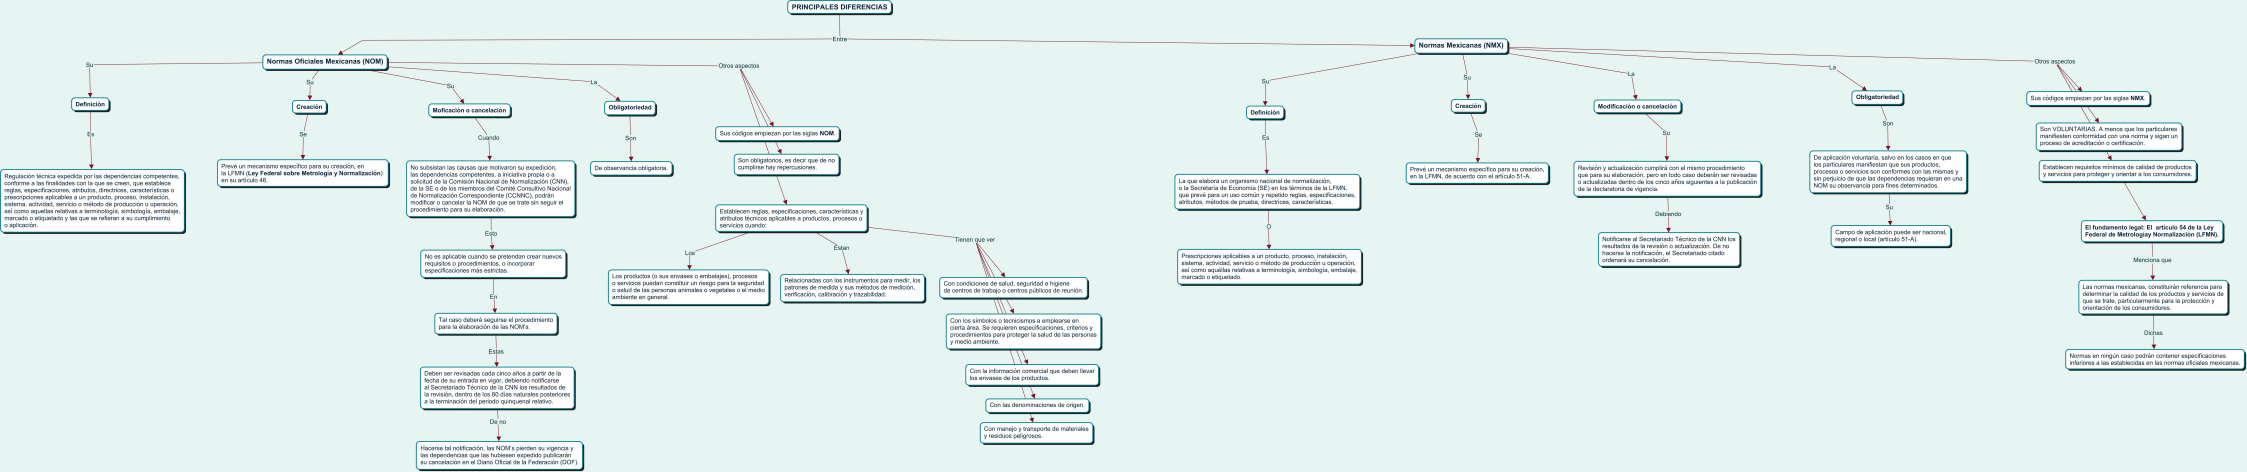 PRINCIPALES DIFERENCIAS
Entre
Normas Oficiales Mexicanas (NOM)
Su
Definición
Es
Regulación técnica expedida por las dependencias competentes,
conforme a las finalidades con la que se creen, que establece
reglas, especificaciones, atributos, directrices, características o
prescripciones aplicables a un producto, proceso, instalación,
sistema, actividad, servicio o método de producción u operación,
así como aquellas relativas a terminología, simbología, embalaje,
marcado o etiquetado y las que se refieran a su cumplimiento
o aplicación.
Su
Creación
Se
Prevé un mecanismo específico para su creación, en
la LFMN (Ley Federal sobre Metrología y Normalización)
en su artículo 46.
Su
Moficación o cancelación
Cuando
No subsistan las causas que motivaron su expedición,
las dependencias competentes, a iniciativa propia o a
solicitud de la Comisión Nacional de Normalización (CNN),
de la SE o de los miembros del Comité Consultivo Nacional
de Normalización Correspondiente (CCNNC), podrán
modificar o cancelar la NOM de que se trate sin seguir el
procedimiento para su elaboración.
Esto
No es aplicable cuando se pretendan crear nuevos
requisitos o procedimientos, o incorporar
especificaciones más estrictas.
En
Tal caso deberá seguirse el procedimiento
para la elaboración de las NOM's.
Estas
Deben ser revisadas cada cinco años a partir de la
fecha de su entrada en vigor, debiendo notificarse
al Secretariado Técnico de la CNN los resultados de
la revisión, dentro de los 60 días naturales posteriores
a la terminación del periodo quinquenal relativo.
De no
Hacerse tal notificación, las NOM's pierden su vigencia y
las dependencias que las hubiesen expedido publicarán
su cancelación en el Diario Oficial de la Federación (DOF).
La
Obligatoriedad
Son
De observancia obligatoria.
Otros aspectos
Sus códigos empiezan por las siglas NOM.
Son obligatorios, es decir que de no
cumplirse hay repercusiones.
Establecen reglas, especificaciones, características y
atributos técnicos aplicables a productos, procesos o
servicios cuando:
Los
Los productos (o sus envases o embalajes), procesos
o servicios puedan constituir un riesgo para la seguridad
o salud de las personas animales o vegetales o el medio
ambiente en general.
Estan
Relacionadas con los instrumentos para medir, los
patrones de medida y sus métodos de medición,
verificación, calibración y trazabilidad.
Tienen que ver
Con condiciones de salud, seguridad e higiene
de centros de trabajo o centros públicos de reunión.
Con los símbolos o tecnicismos a emplearse en
cierta área. Se requieren especificaciones, criterios y
procedimientos para proteger la salud de las personas
y medio ambiente.
Con la información comercial que deben llevar
los envases de los productos.
Con las denominaciones de origen.
Con manejo y transporte de materiales
y residuos peligrosos.
Normas Mexicanas (NMX)
Su
Definición
Es
La que elabora un organismo nacional de normalización,
o la Secretaría de Economía (SE) en los términos de la LFMN,
que prevé para un uso común y repetido reglas, especificaciones,
atributos, métodos de prueba, directrices, características.
O
Prescripciones aplicables a un producto, proceso, instalación,
sistema, actividad, servicio o método de producción u operación,
así como aquéllas relativas a terminología, simbología, embalaje,
marcado o etiquetado.
Su
Creación
Se
Prevé un mecanismo específico para su creación,
en la LFMN, de acuerdo con el artículo 51-A.
La
Modificación o cancelación
Su
Revisión y actualización cumplirá con el mismo procedimiento
que para su elaboración, pero en todo caso deberán ser revisadas
o actualizadas dentro de los cinco años siguientes a la publicación
de la declaratoria de vigencia.
Debiendo
Notificarse al Secretariado Técnico de la CNN los
resultados de la revisión o actualización. De no
hacerse la notificación, el Secretariado citado
ordenará su cancelación.
La
Obligatoriedad
Son
De aplicación voluntaria, salvo en los casos en que
los particulares manifiestan que sus productos,
procesos o servicios son conformes con las mismas y
sin perjuicio de que las dependencias requieran en una
NOM su observancia para fines determinados.
Su
Campo de aplicación puede ser nacional,
regional o local (artículo 51-A).
Otros aspectos
Sus códigos empiezan por las siglas NMX.
Son VOLUNTARIAS. A menos que los particulares
manifiesten conformidad con una norma y sigan un
proceso de acreditación o certificación.
Establecen requisitos mínimos de calidad de productos
y servicios para proteger y orientar a los consumidores.
El fundamento legal: El artículo 54 de la Ley
Federal de Metrologíay Normalización (LFMN).
Menciona que
Las normas mexicanas, constituirán referencia para
determinar la calidad de los productos y servicios de
que se trate, particularmente para la protección y
orientación de los consumidores.
Dichas
Normas en ningún caso podrán contener especificaciones
inferiores a las establecidas en las normas oficiales mexicanas.